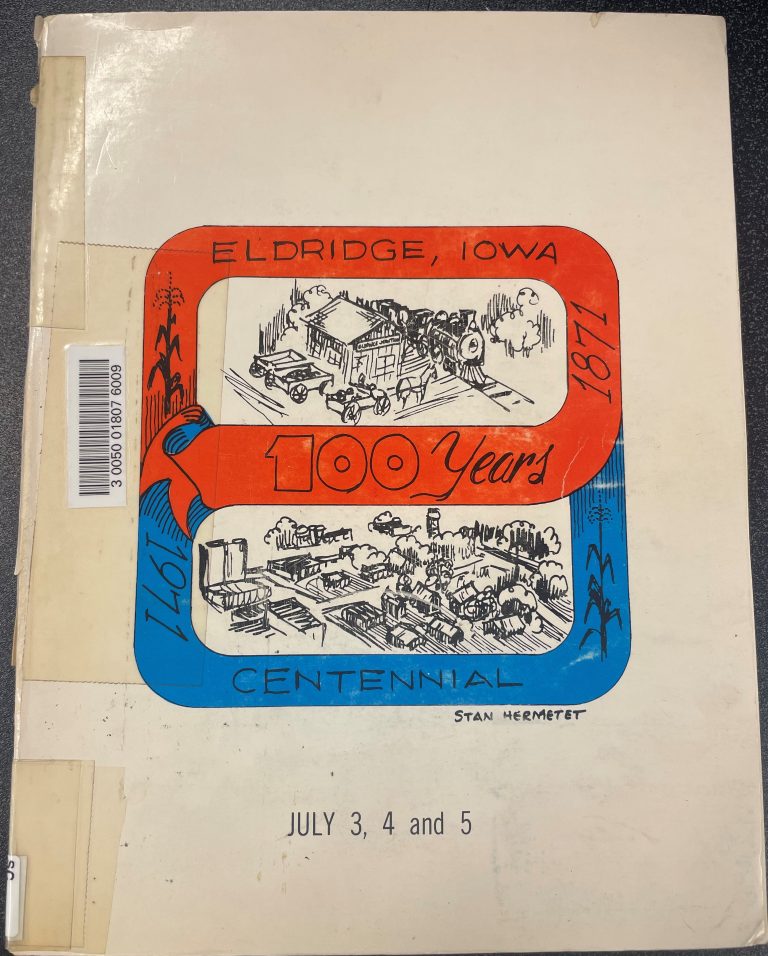 ELDRIDGE, IOWA
1871
100 Years
1971
CENTENNIAL
STAN HERMETET
JULY 3, 4 and 5
3 0050 01807 6009